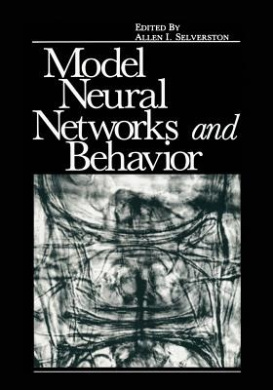 EDITED BY
ALLEN I. SELVERSTON
Model
Neural
Networks and
Behavior